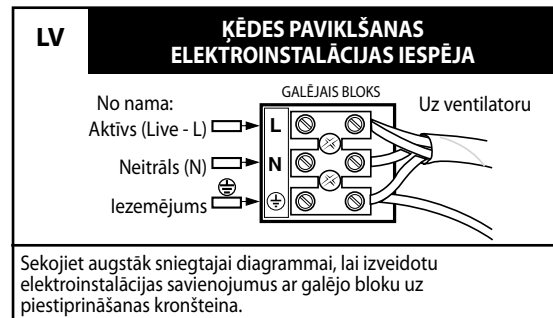 LV
ĶĒDES PAVIKLŠANAS
ELEKTROINSTALĀCIJAS IESPĒJA
GALĒJAIS BLOKS
No nama:
Uz ventilatoru
Aktīvs (Live - L)
L
Neitrāls (N)
N
Iezemējums
Sekojiet augstāk sniegtajai diagrammai, lai izveidotu
elektroinstalācijas savienojumus ar galējo bloku uz
piestiprināšanas kronšteina.